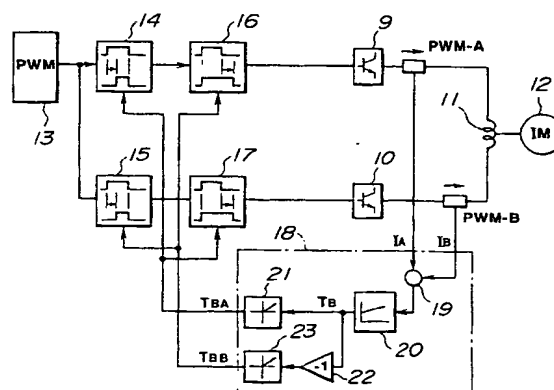 14 16 9 PWM-A
PWM
12
11
IM
13
15 17 10
PWM-B
18 IA IB
21 19
TBA TB
23 20
TBB -1 22